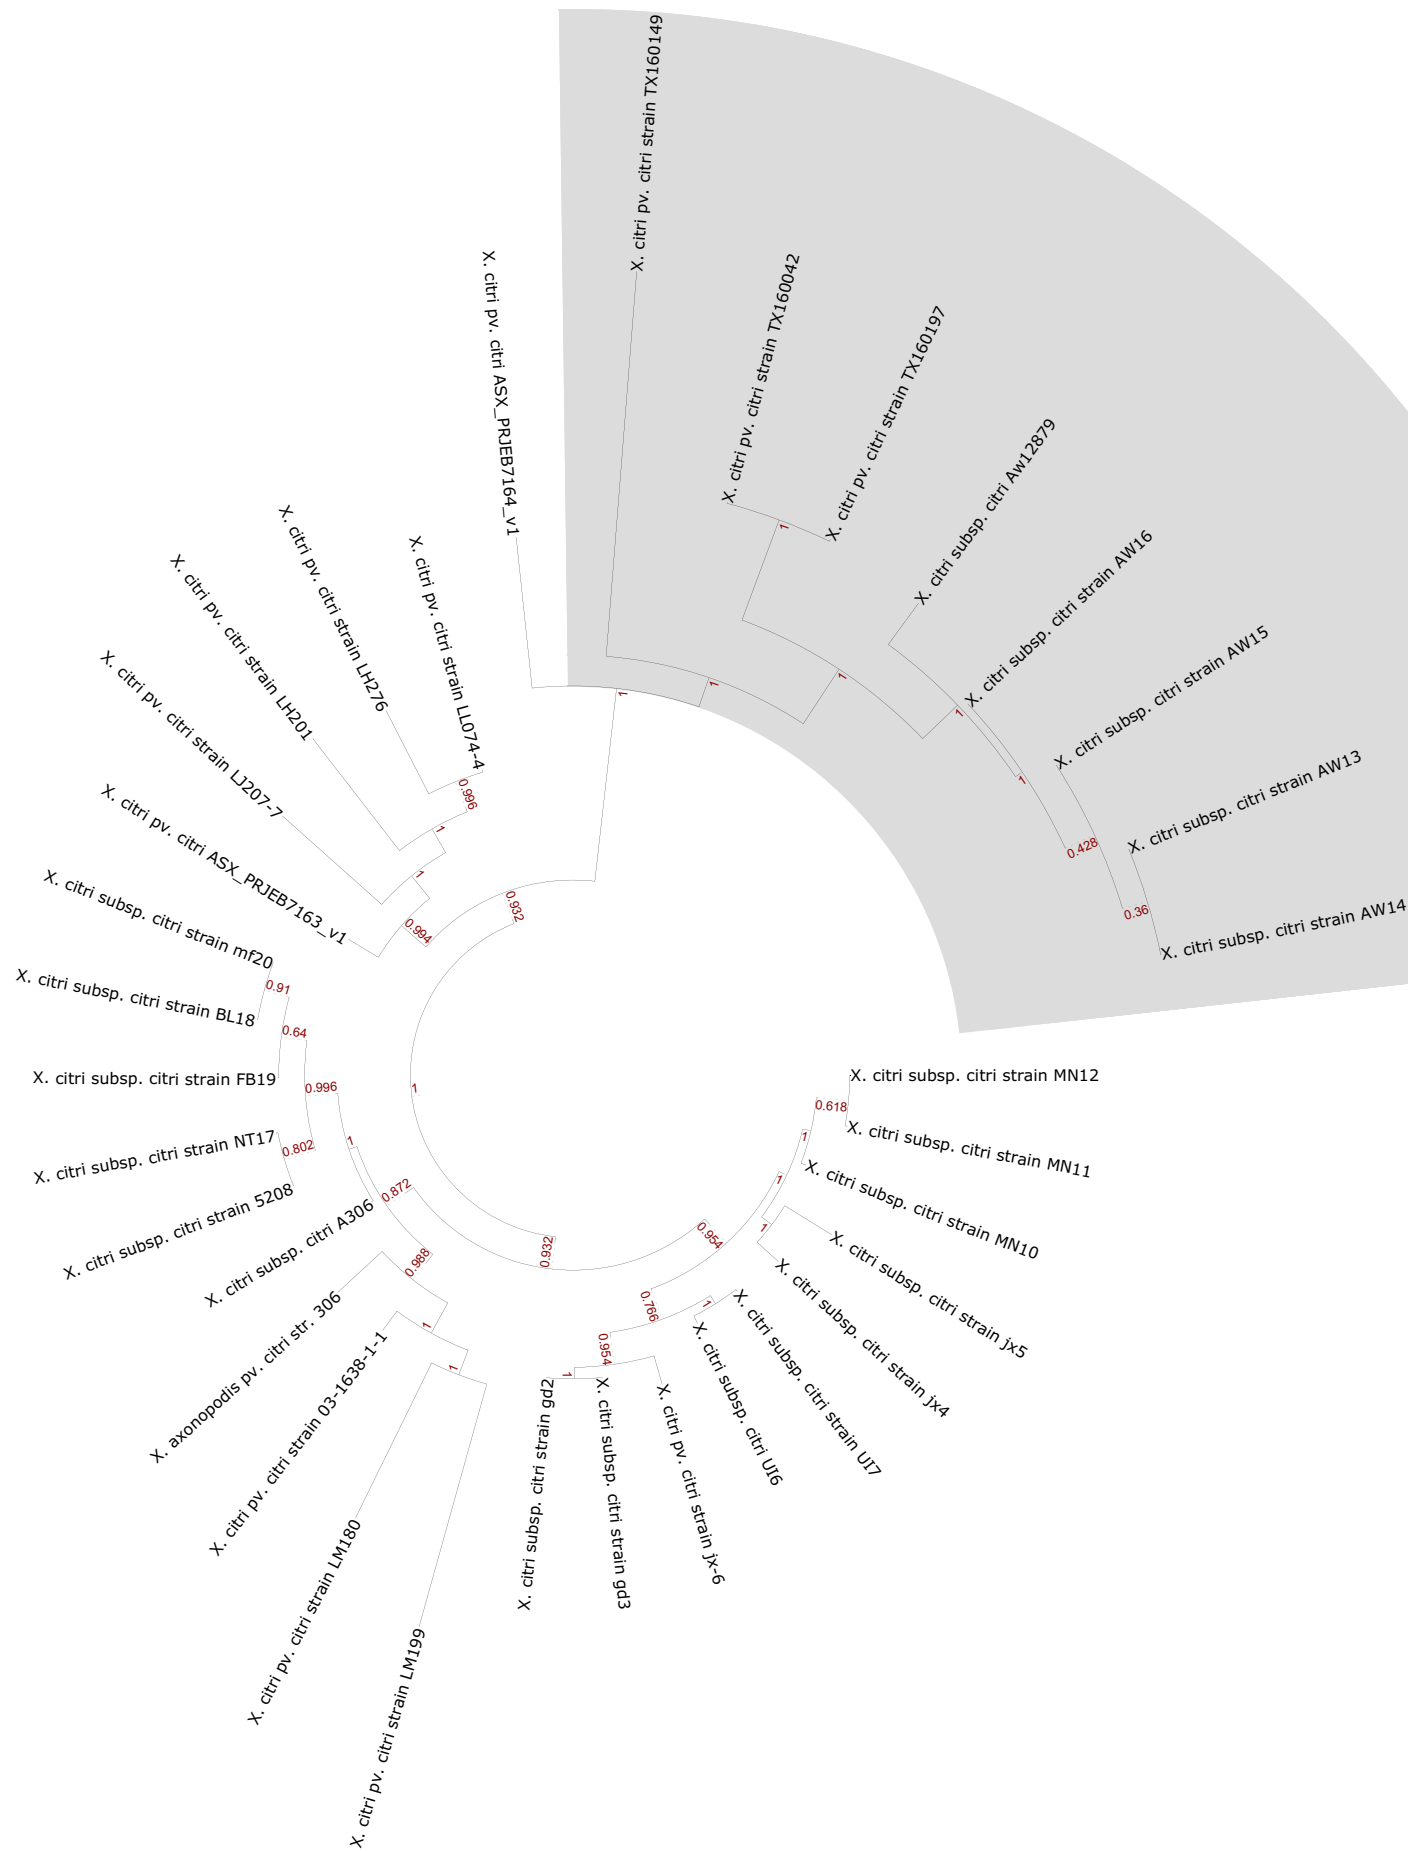 X. citri pv. citri strain TX160149
X. citri pv. citri strain TX160042
X. citri pv. citri strain TX160197
X. citri subsp. citri Aw12879
X. citri subsp. citri strain AW16
X. citri subsp. citri strain AW15
X. citri subsp. citri strain AW13
X. citri subsp. citri strain AW14
X. citri subsp. citri strain MN12
X. citri subsp. citri strain MN11
X. citri subsp. citri strain MN10
X. citri subsp. citri strain jx5
X. citri subsp. citri strain jx4
X. citri subsp. citri strain UI7
X. citri subsp. citri UI6
X. citri pv. citri strain jx-6
X. citri subsp. citri strain gd3
X. citri subsp. citri strain gd2
X. citri pv. citri strain LM199
X. citri pv. citri strain LM180
X. citri pv. citri strain 03-1638-1-1
X. axonopodis pv. citri str. 306
X. citri subsp. citri A306
X. citri subsp. citri strain 5208
X. citri subsp. citri strain NT17
X. citri subsp. citri strain FB19
X. citri subsp. citri strain BL18
X. citri subsp. citri strain mf20
X. citri pv. citri ASX_PRJEB7163_v1
X. citri pv. citri strain LJ207-7
X. citri pv. citri strain LH201
X. citri pv. citri strain LH276
X. citri pv. citri strain LL074-4
X. citri pv. citri ASX_PRJEB7164_v1
1
1
1
1
1
1
0.428
0.36
0.618
1
1
1
0.954
0.766
1
0.954
1
0.932
1
1
0.988
0.872
1
0.996
0.802
0.64
0.91
1
0.932
0.994
1
1
0.996